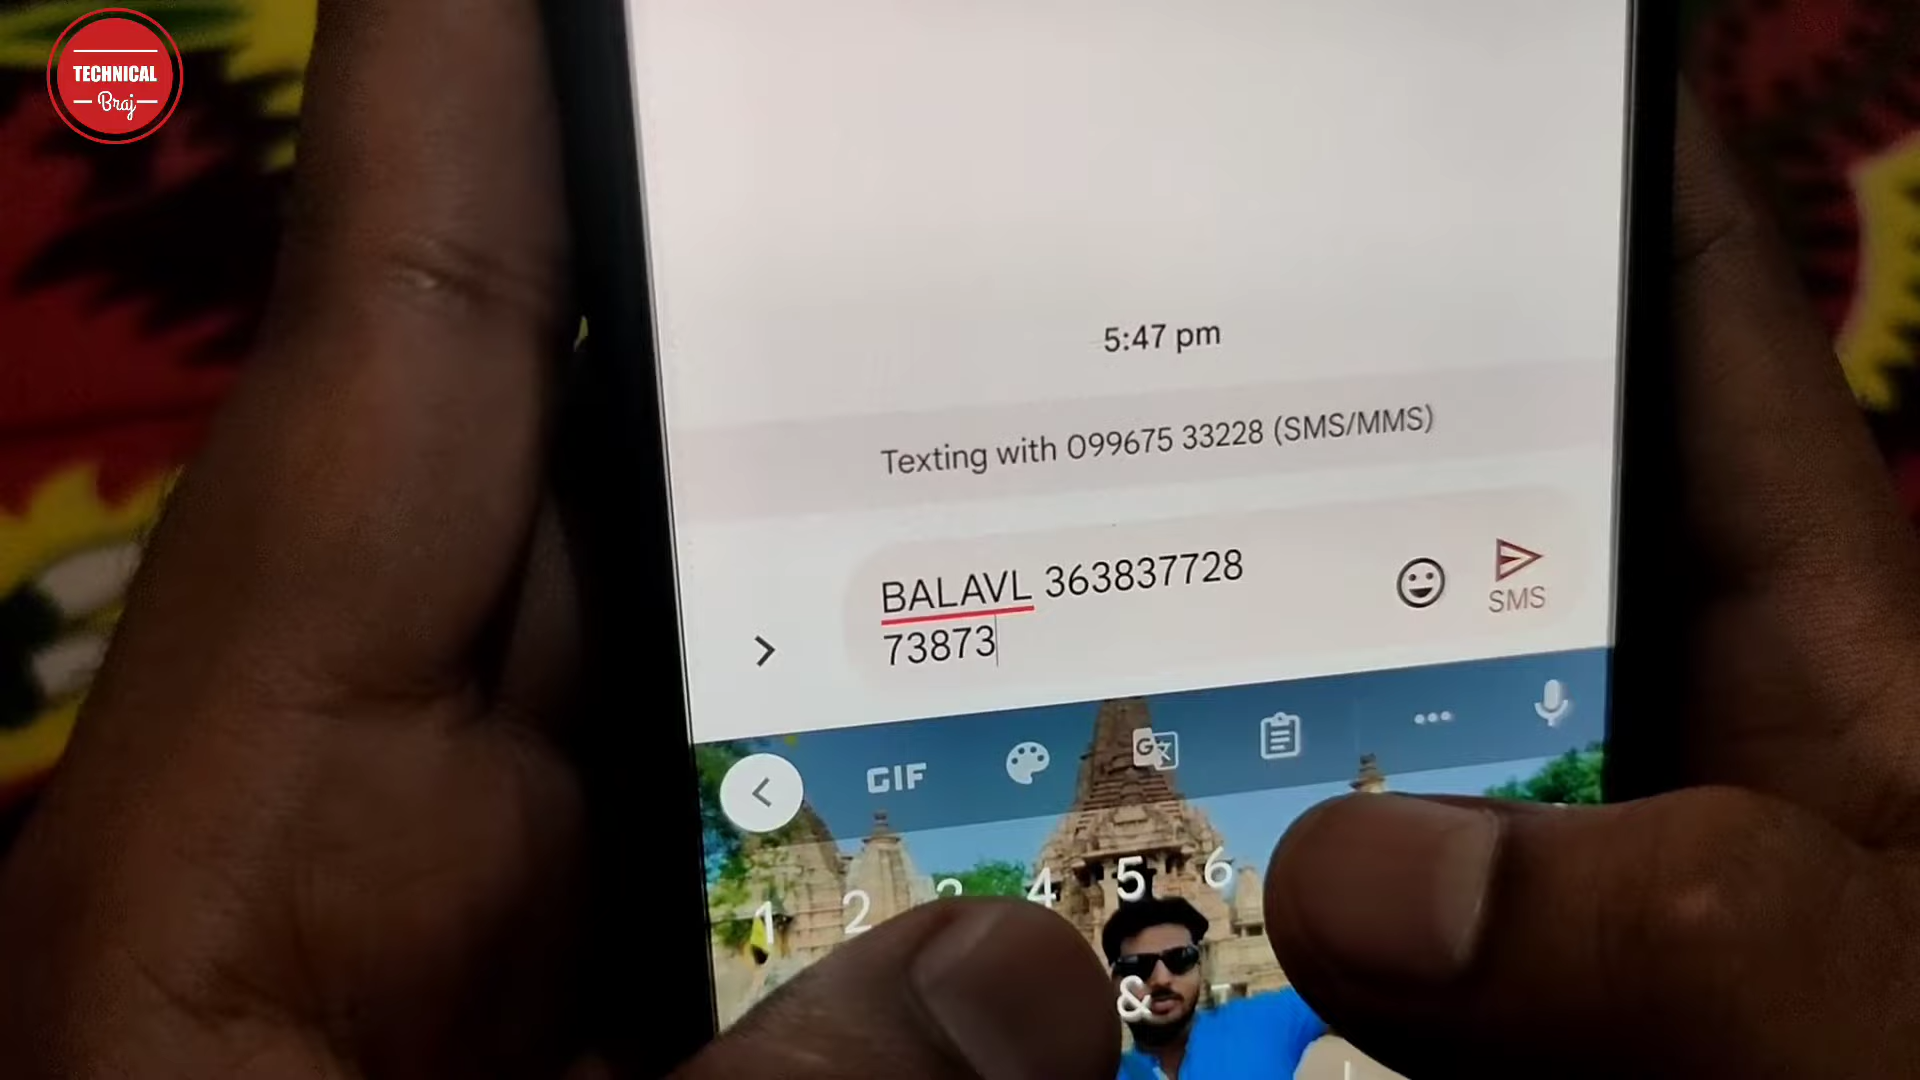 TECHNICAL
Braj
5:47 pm
Texting with 099675 33228 (SMS/MMS)
BALAVL 363837728
73873
SMS
GIF
G
1 2 3 4 5 6
&